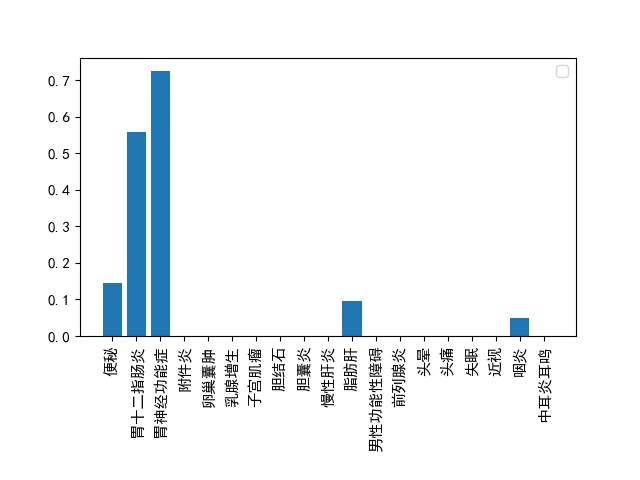 0.7
0.6
0.5
0.4
0.3
0.2
0.1
0.0
便秘
胃十二指肠炎
胃神经功能症
附件炎
卵巢囊肿
乳腺增生
子宫肌瘤
胆结石
胆囊炎
慢性肝炎
脂肪肝
男性功能性障碍
前列腺炎
头晕
头痛
失眠
近视
咽炎
中耳炎耳鸣